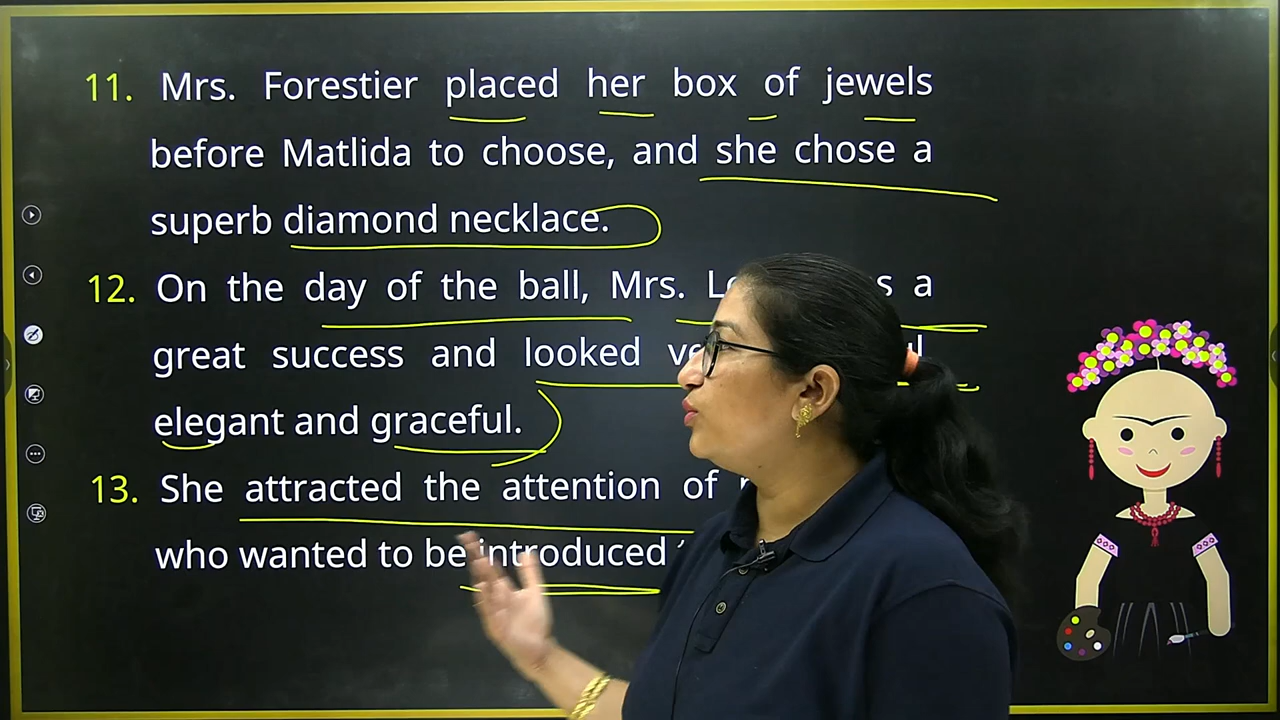 11. Mrs. Forestier placed her box of jewels
before Matlida to choose, and she chose a
superb diamond necklace.
12. On the day of the ball, Mrs. a
great success and looked
elegant and graceful.
13. She attracted the attention of
who wanted to be introduced